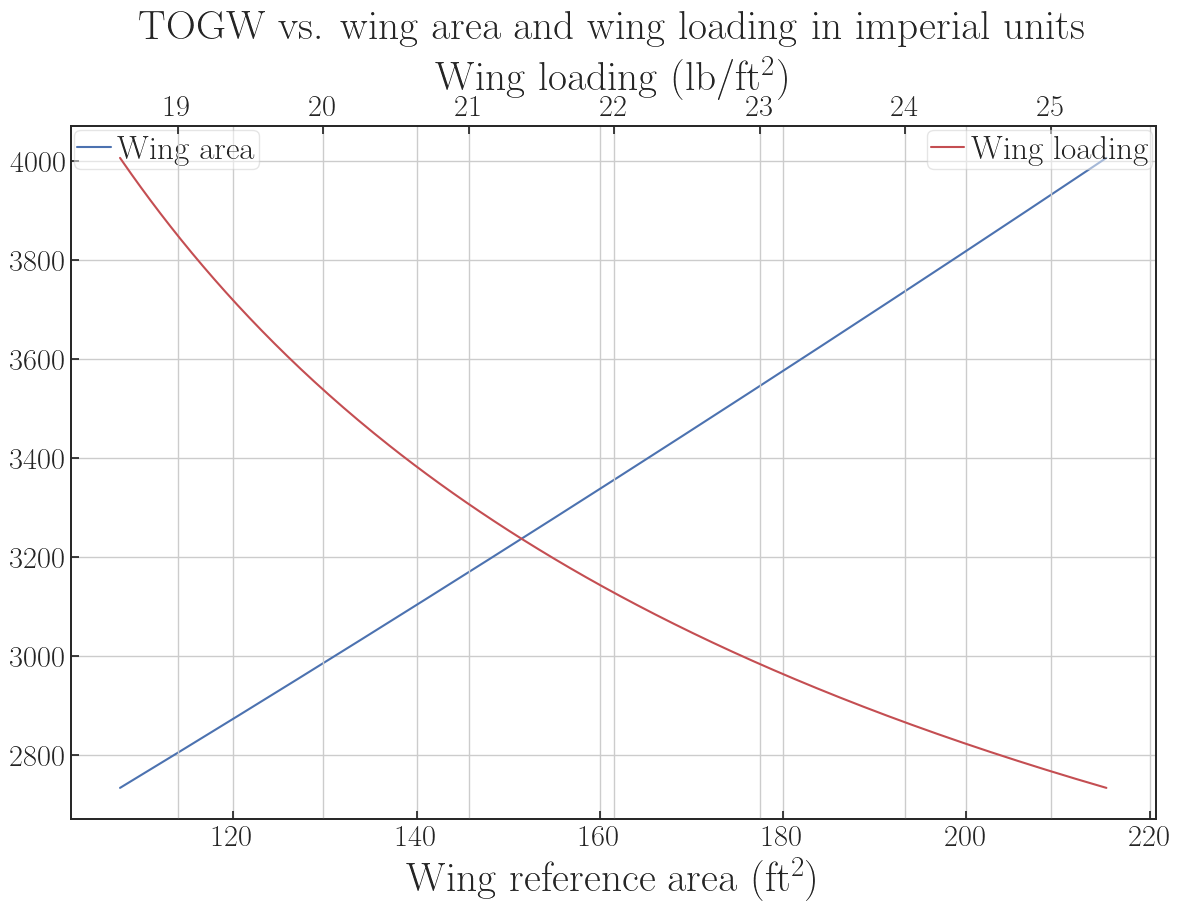 TOGW vs. wing area and wing loading in imperial units
Wing loading (lb/ft²)
19 20 21 22 23 24 25
Wing area
Wing loading
4000
3800
3600
3400
3200
3000
2800
120 140 160 180 200 220
Wing reference area (ft²)